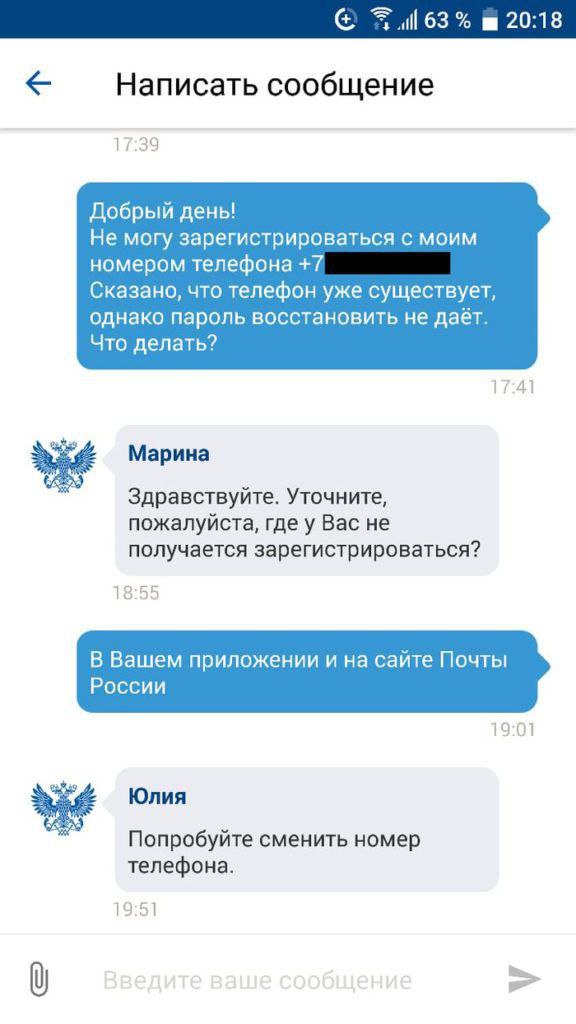 63 % 20:18
Написать сообщение
17:39
Добрый день!
Не могу зарегистрироваться с моим
номером телефона +7
Сказано, что телефон уже существует,
однако пароль восстановить не даёт.
Что делать?
17:41
Марина
Здравствуйте. Уточните,
пожалуйста, где у Вас не
получается зарегистрироваться?
18:55
В Вашем приложении и на сайте Почты
России
19:01
Юлия
Попробуйте сменить номер
телефона.
19:51
Введите ваше сообщение